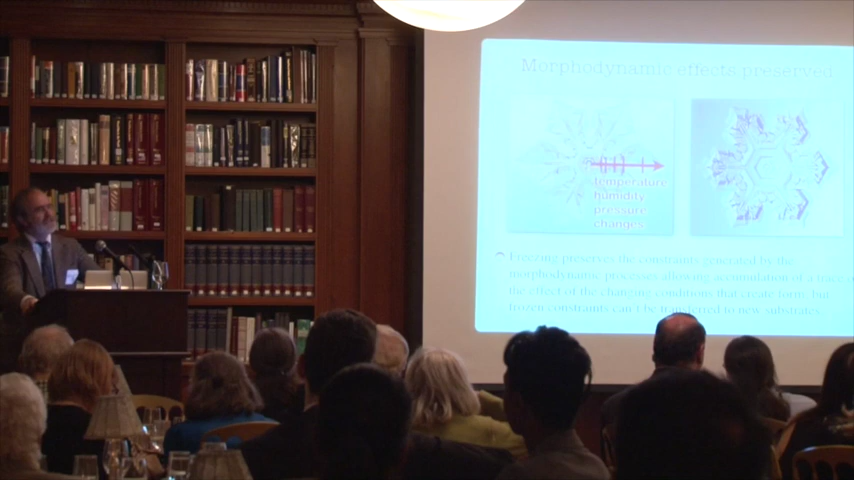 Morphodynamic effects preserved
temperature
humidity
pressure
changes
Freezing preserves the constraints generated by the
morphodynamic processes allowing accumulation of a trace o
the effect of the changing conditions that create form, but
frozen constraints can't be transferred to new substrates